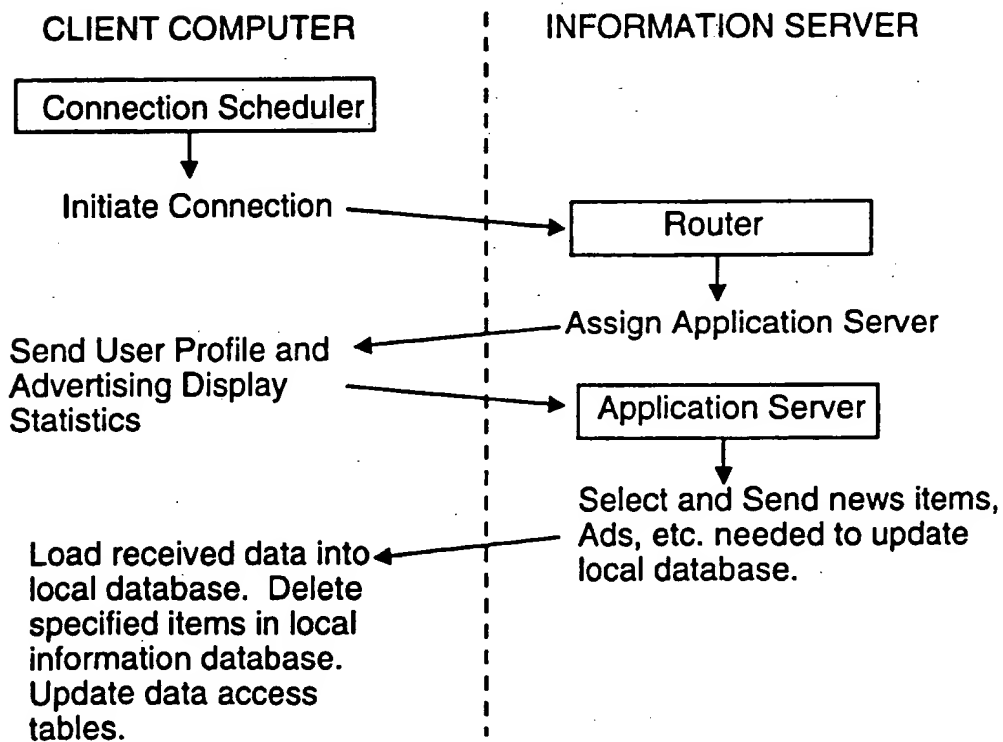 CLIENT COMPUTER
INFORMATION SERVER
Connection Scheduler
Initiate Connection
Router
Assign Application Server
Send User Profile and
Advertising Display
Statistics
Application Server
Select and Send news items,
Ads, etc. needed to update
local database.
Load received data into
local database. Delete
specified items in local
information database.
Update data access
tables.